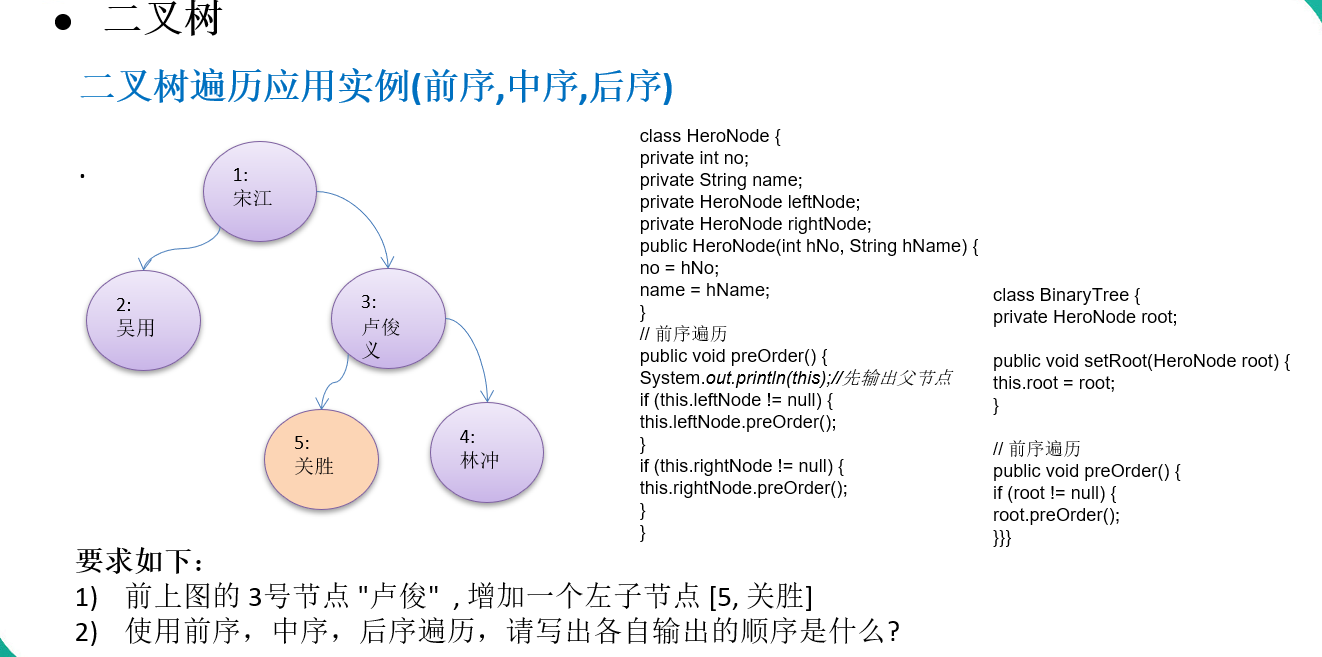 • 二叉树
二叉树遍历应用实例(前序,中序,后序)
.
1:
宋江
2:
吴用
3:
卢俊
义
5:
关胜
4:
林冲
class HeroNode {
private int no;
private String name;
private HeroNode leftNode;
private HeroNode rightNode;
public HeroNode(int hNo, String hName) {
no = hNo;
name = hName;
}
// 前序遍历
public void preOrder() {
System.out.println(this);//先输出父节点
if (this.leftNode != null) {
this.leftNode.preOrder();
}
if (this.rightNode != null) {
this.rightNode.preOrder();
}
}
class BinaryTree {
private HeroNode root;
public void setRoot(HeroNode root) {
this.root = root;
}
// 前序遍历
public void preOrder() {
if (root != null) {
root.preOrder();
}}}
要求如下：
1) 前上图的 3号节点 "卢俊" , 增加一个左子节点 [5, 关胜]
2) 使用前序，中序，后序遍历，请写出各自输出的顺序是什么?